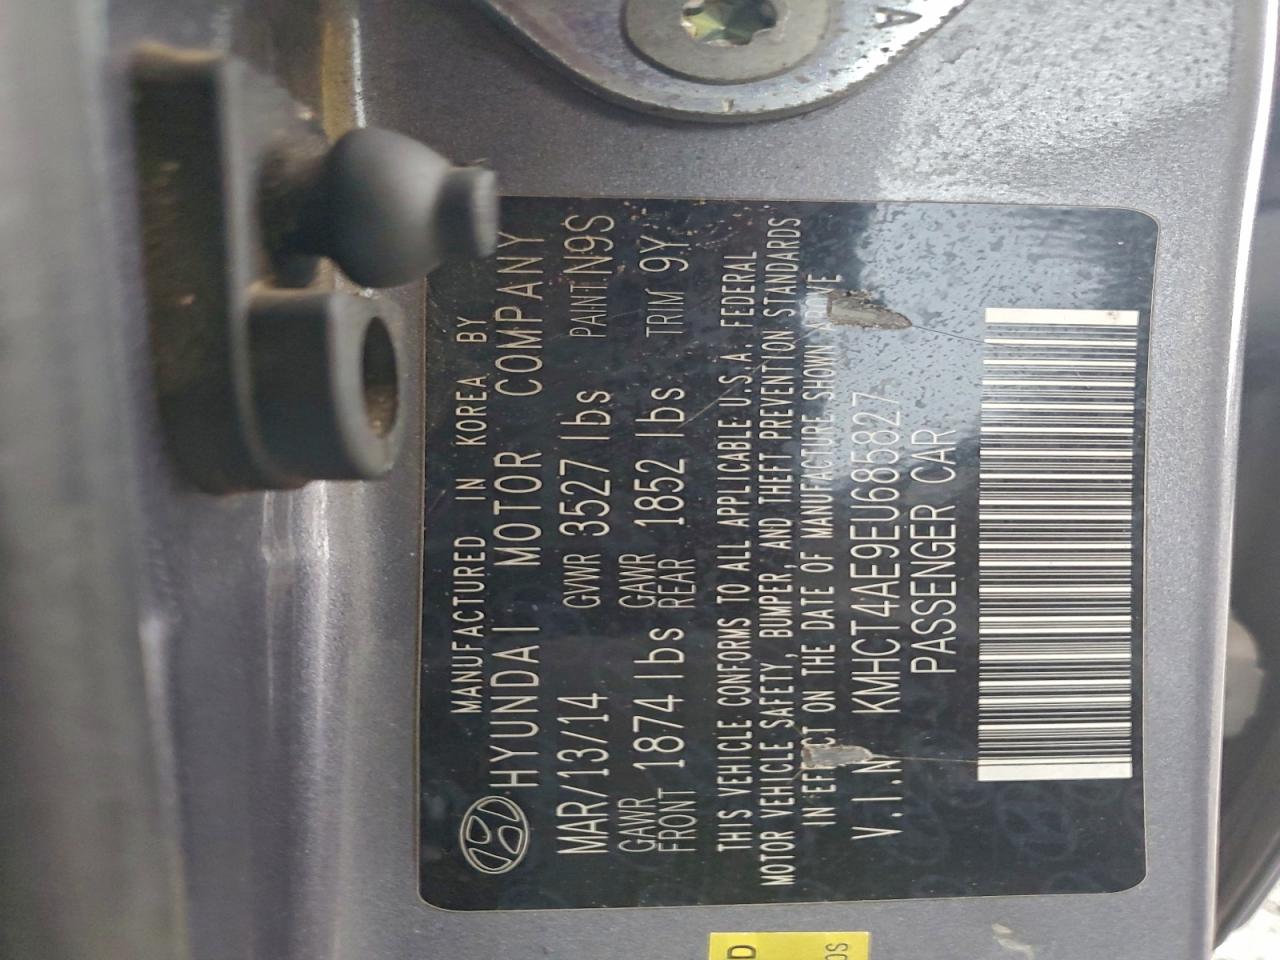 MANUFACTURED IN KOREA BY
HYUNDAI MOTOR COMPANY
MAR/13/14 GVWR 3527 lbs PAINT N9S
GAWR FRONT 1874 lbs GAWR REAR 1852 lbs TRIM 9Y
THIS VEHICLE CONFORMS TO ALL APPLICABLE U.S.A. FEDERAL
MOTOR VEHICLE SAFETY, BUMPER, AND THEFT PREVENTION STANDARDS
IN EFFECT ON THE DATE OF MANUFACTURE SHOWN ABOVE
V.I.N KMHCT4AE9EU685827
PASSENGER CAR
A